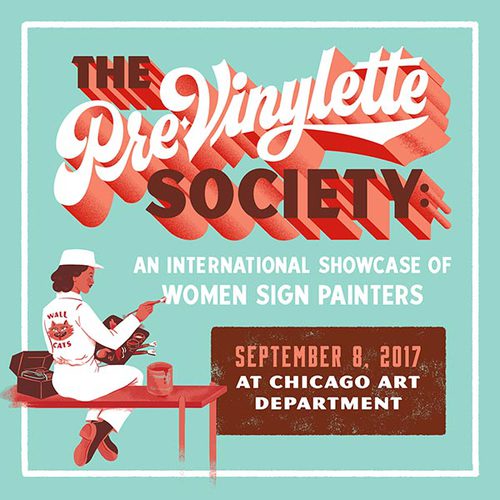 THE
Pre-Vinylette
SOCIETY:
AN INTERNATIONAL SHOWCASE OF
WOMEN SIGN PAINTERS
WALL
CATS
SEPTEMBER 8, 2017
AT CHICAGO ART
DEPARTMENT